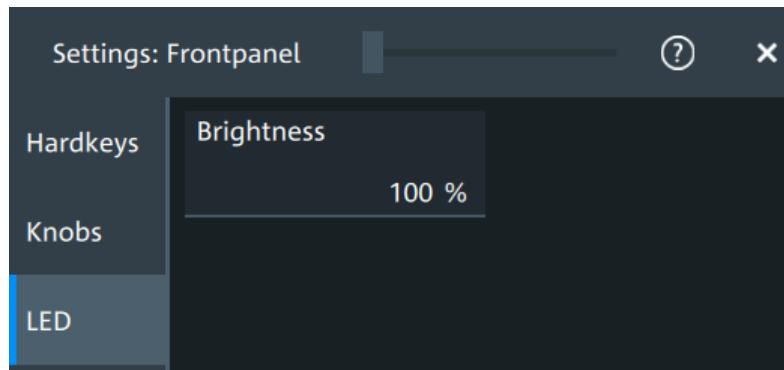 Settings: Frontpanel
?
×
Hardkeys
Brightness
100 %
Knobs
LED